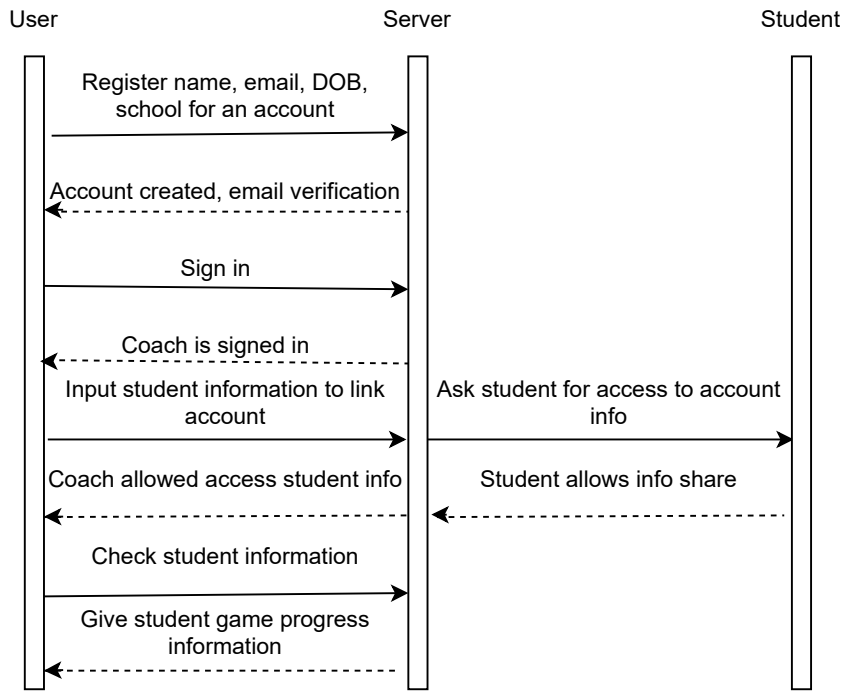 User
Server
Student
Register name, email, DOB,
school for an account
Account created, email verification
Sign in
Coach is signed in
Input student information to link
account
Ask student for access to account
info
Coach allowed access student info
Student allows info share
Check student information
Give student game progress
information